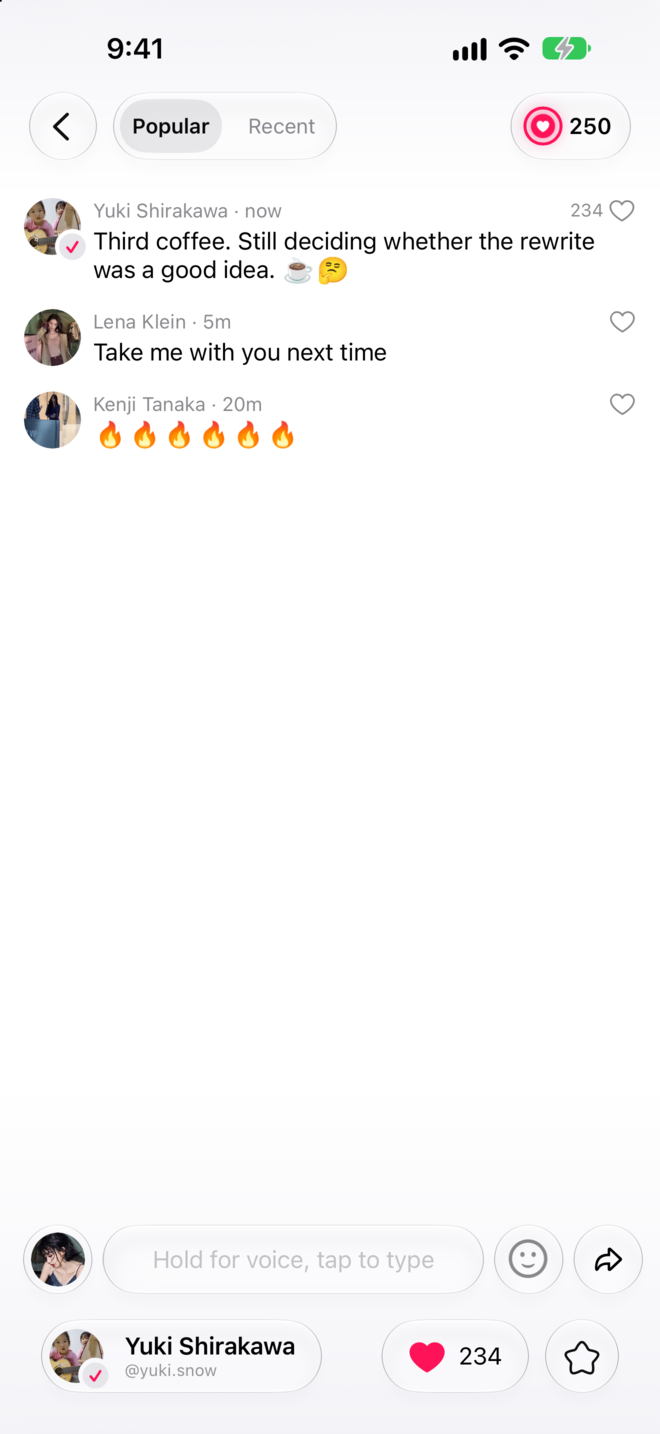 9:41
Popular
Recent
250
Yuki Shirakawa · now
234
Third coffee. Still deciding whether the rewrite
was a good idea. ☕🤔
Lena Klein · 5m
Take me with you next time
Kenji Tanaka · 20m
🔥🔥🔥🔥🔥🔥
Hold for voice, tap to type
Yuki Shirakawa
@yuki.snow
234